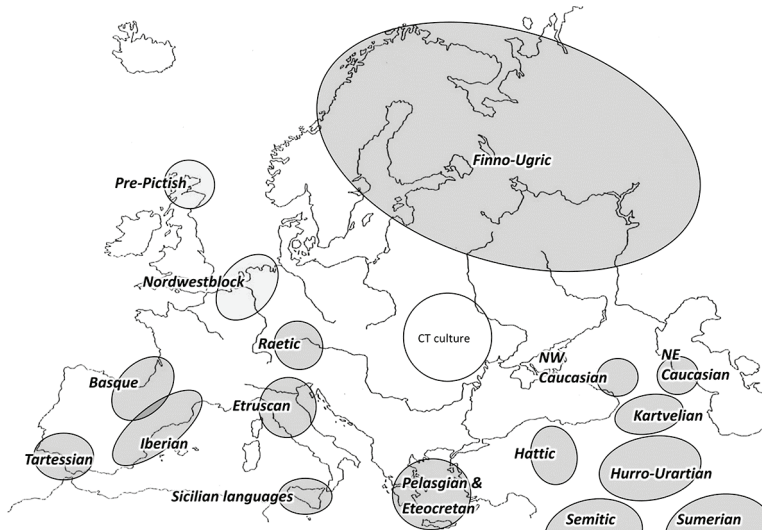 Finno-Ugric
Pre-Pictish
Nordwestblock
Raetic
CT culture
NW
Caucasian
NE
Caucasian
Basque
Etruscan
Kartvelian
Iberian
Tartessian
Hattic
Hurro-Urartian
Pelasgian &
Eteocretan
Sicilian languages
Semitic
Sumerian